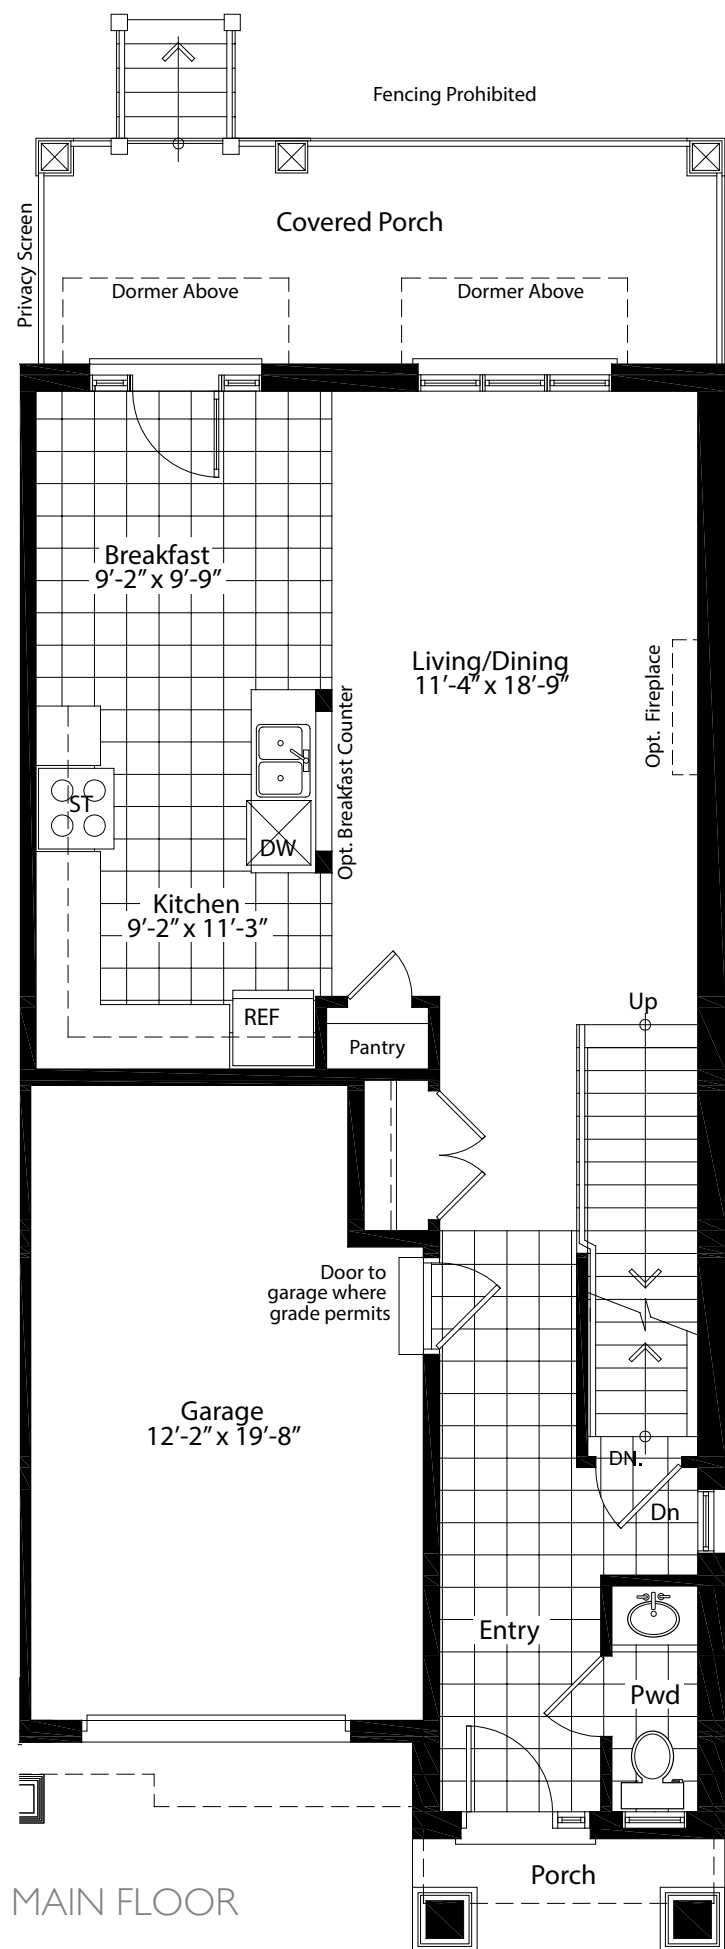 Fencing Prohibited
Privacy Screen
Covered Porch
Dormer Above
Dormer Above
Breakfast
9’-2” x 9’-9”
Living/Dining
11’-4” x 18’-9”
Opt. Fireplace
Opt. Breakfast Counter
ST
DW
Kitchen
9’-2” x 11’-3”
REF
Pantry
Up
Door to
garage where
grade permits
Garage
12’-2” x 19’-8”
DN.
Dn
Entry
Pwd
Porch
MAIN FLOOR